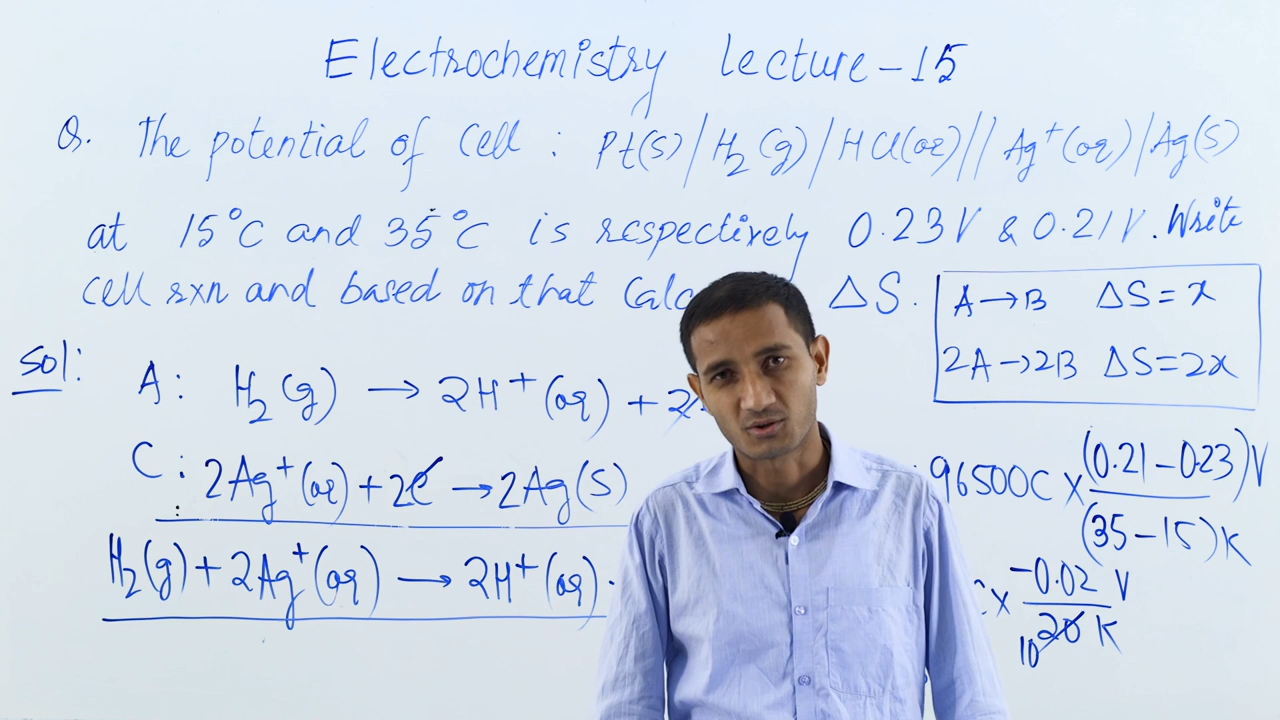 Electrochemistry lecture-15
Q. The potential of cell : Pt(s)/H₂(g)/HCl(aq)//Ag⁺(aq)/Ag(s)
at 15°C and 35°C is respectively 0.23V & 0.21V. Write
cell rxn and based on that Calc ΔS.
A→B ΔS=x
2A→2B ΔS=2x
Sol:
A: H₂(g) → 2H⁺(aq) + 2
C: 2Ag⁺(aq)+2e →2Ag(s)
H₂(g)+2Ag⁺(aq) → 2H⁺(aq).
96500C × (0.21-0.23)V
(35-15)K
× -0.02 V
20 K
10